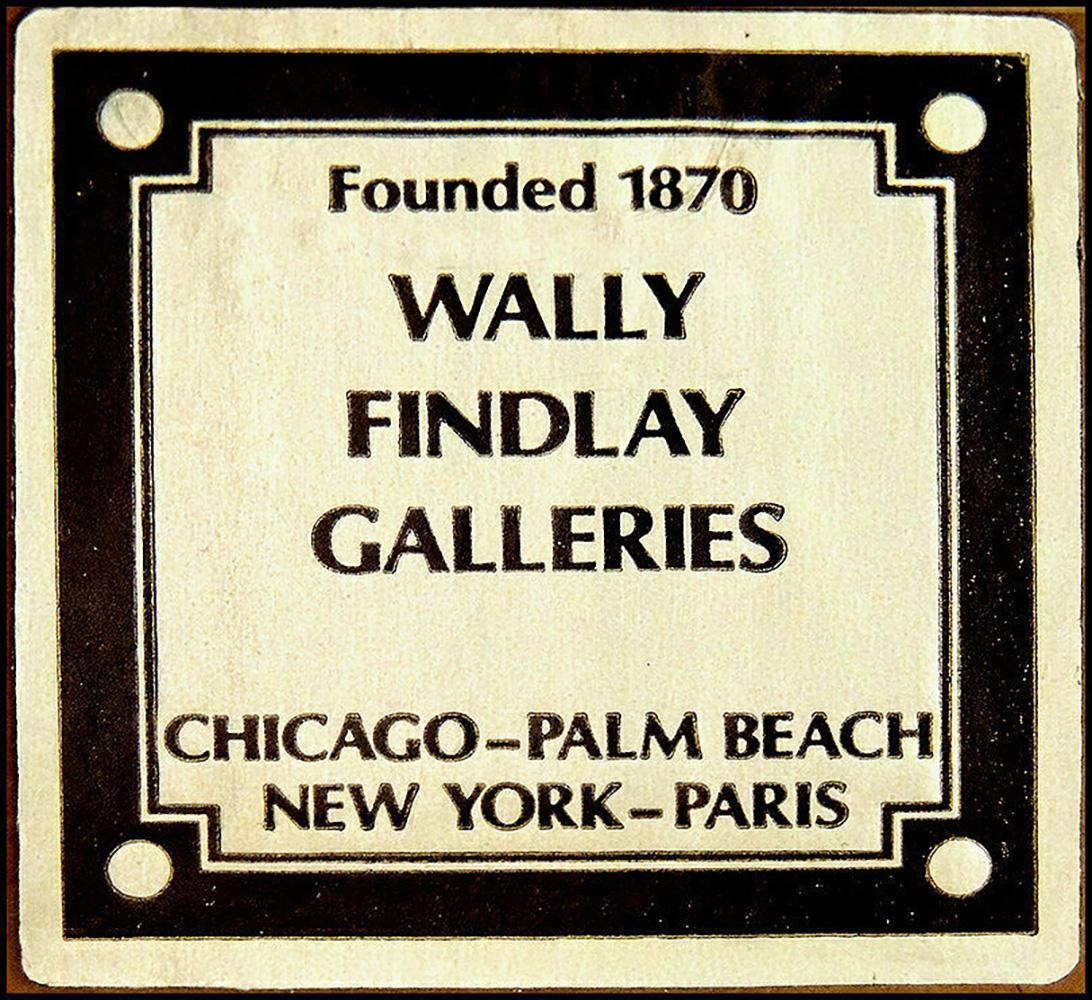 Founded 1870
WALLY
FINDLAY
GALLERIES
CHICAGO–PALM BEACH
NEW YORK–PARIS